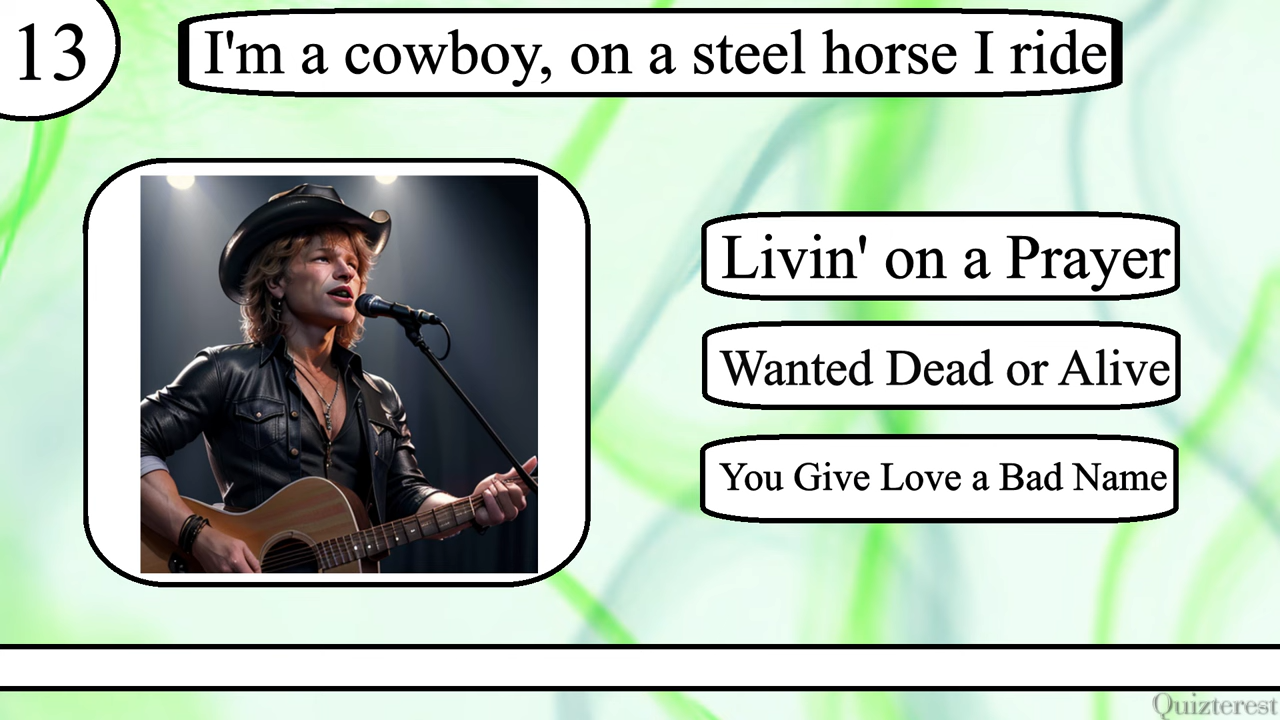 13
I'm a cowboy, on a steel horse I ride
Livin' on a Prayer
Wanted Dead or Alive
You Give Love a Bad Name
Quizterest